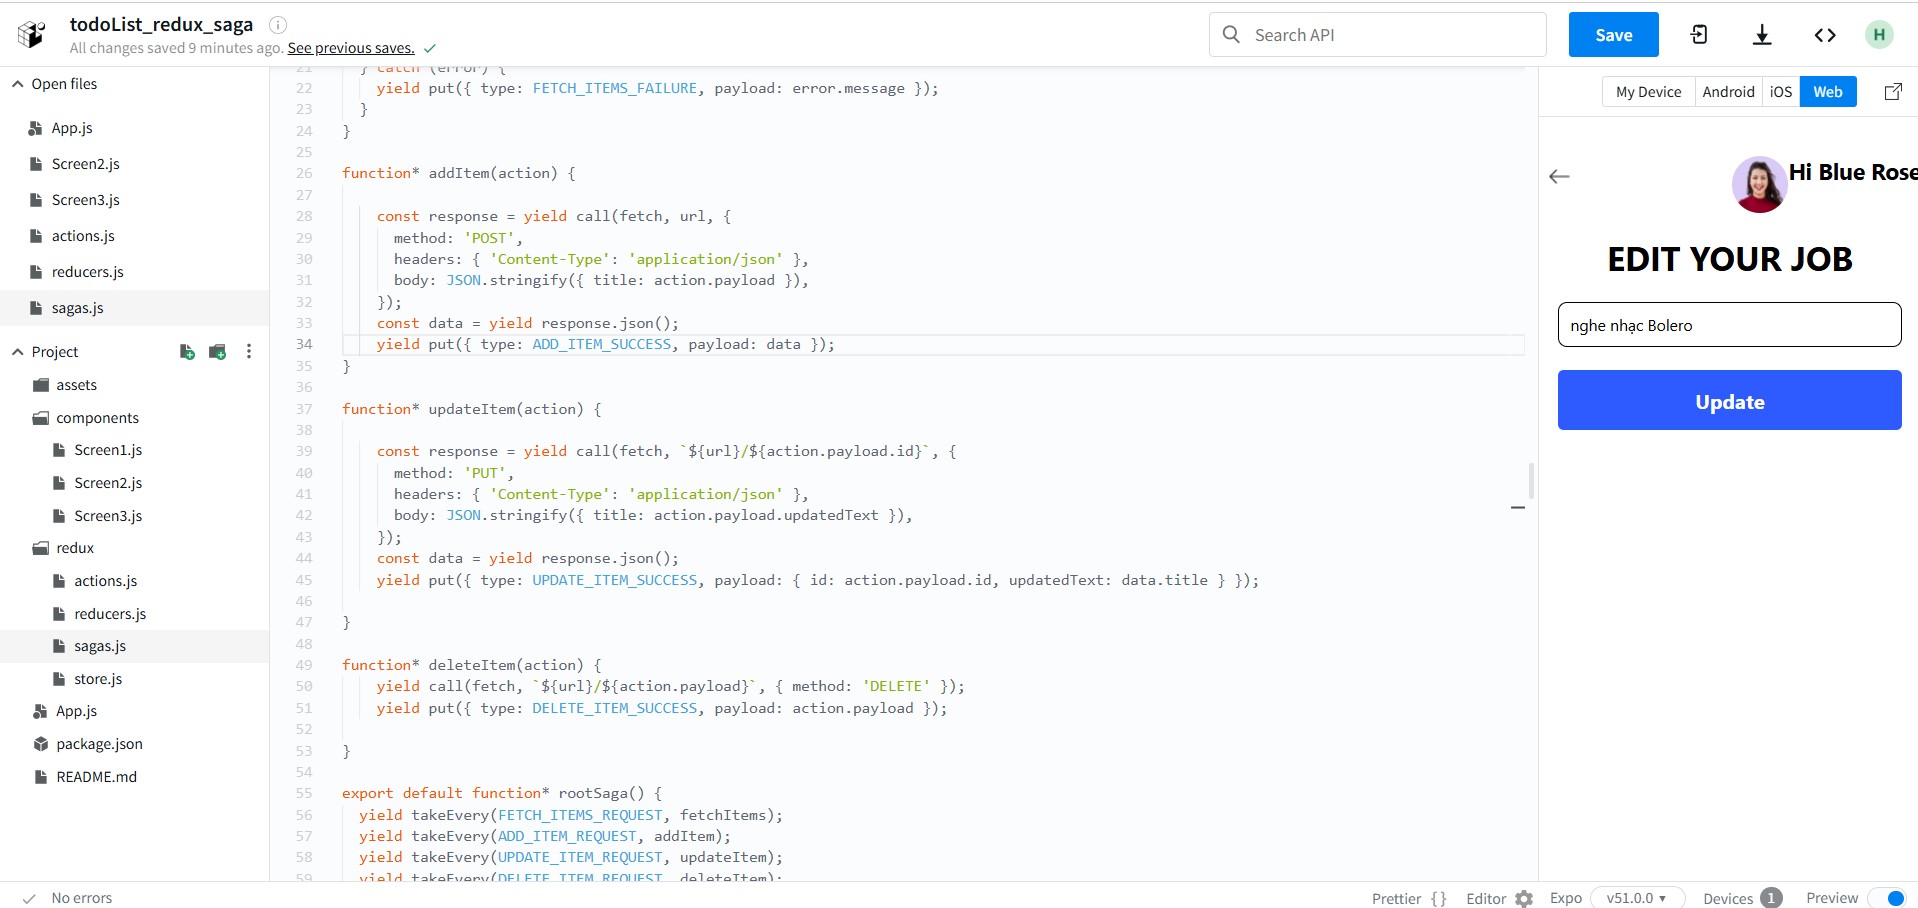 todoList_redux_saga
All changes saved 9 minutes ago. See previous saves.
Search API
Save
H
Open files
App.js
Screen2.js
Screen3.js
actions.js
reducers.js
sagas.js
Project
assets
components
Screen1.js
Screen2.js
Screen3.js
redux
actions.js
reducers.js
sagas.js
store.js
App.js
package.json
README.md
21 } catch (error) {
22 yield put({ type: FETCH_ITEMS_FAILURE, payload: error.message });
23 }
24 }
25
26 function* addItem(action) {
27
28 const response = yield call(fetch, url, {
29 method: 'POST',
30 headers: { 'Content-Type': 'application/json' },
31 body: JSON.stringify({ title: action.payload }),
32 });
33 const data = yield response.json();
34 yield put({ type: ADD_ITEM_SUCCESS, payload: data });
35 }
36
37 function* updateItem(action) {
38
39 const response = yield call(fetch, `${url}/${action.payload.id}`, {
40 method: 'PUT',
41 headers: { 'Content-Type': 'application/json' },
42 body: JSON.stringify({ title: action.payload.updatedText }),
43 });
44 const data = yield response.json();
45 yield put({ type: UPDATE_ITEM_SUCCESS, payload: { id: action.payload.id, updatedText: data.title } });
46
47 }
48
49 function* deleteItem(action) {
50 yield call(fetch, `${url}/${action.payload}`, { method: 'DELETE' });
51 yield put({ type: DELETE_ITEM_SUCCESS, payload: action.payload });
52
53 }
54
55 export default function* rootSaga() {
56 yield takeEvery(FETCH_ITEMS_REQUEST, fetchItems);
57 yield takeEvery(ADD_ITEM_REQUEST, addItem);
58 yield takeEvery(UPDATE_ITEM_REQUEST, updateItem);
59 yield takeEvery(DELETE_ITEM_REQUEST, deleteItem);
My Device Android iOS Web
Hi Blue Rose
EDIT YOUR JOB
nghe nhạc Bolero
Update
No errors
Prettier {} Editor Expo v51.0.0 Devices 1 Preview